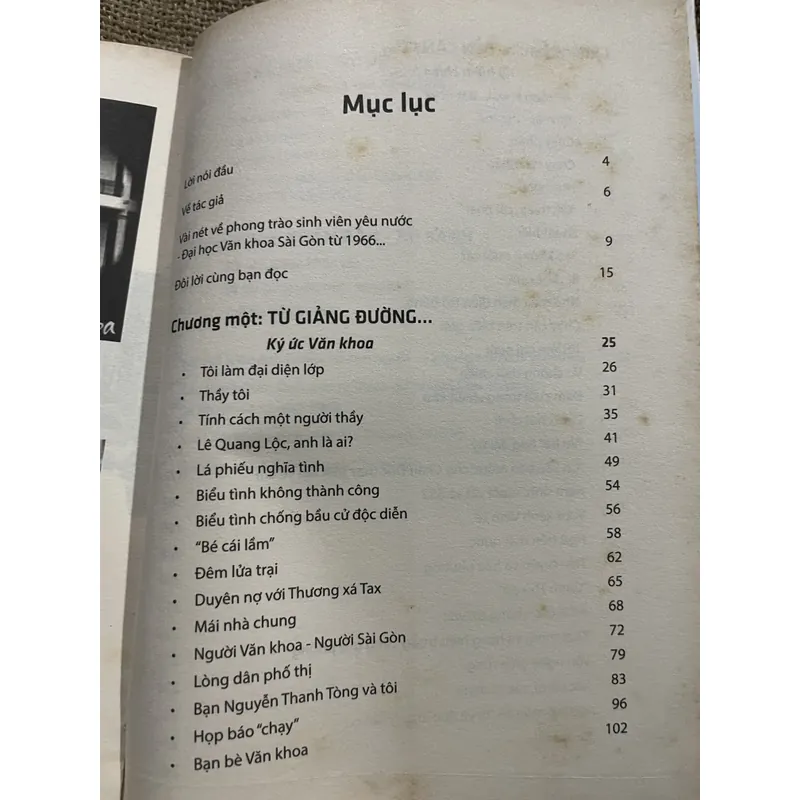 Mục lục
Lời nói đầu 4
Về tác giả 6
Vài nét về phong trào sinh viên yêu nước
- Đại học Văn khoa Sài Gòn từ 1966... 9
Đôi lời cùng bạn đọc 15
Chương một: TỪ GIẢNG ĐƯỜNG...
Ký ức Văn khoa 25
• Tôi làm đại diện lớp 26
• Thầy tôi 31
• Tính cách một người thầy 35
• Lê Quang Lộc, anh là ai? 41
• Lá phiếu nghĩa tình 49
• Biểu tình không thành công 54
• Biểu tình chống bầu cử độc diễn 56
• “Bé cái lầm” 58
• Đêm lửa trại 62
• Duyên nợ với Thương xá Tax 65
• Mái nhà chung 68
• Người Văn khoa - Người Sài Gòn 72
• Lòng dân phố thị 79
• Bạn Nguyễn Thanh Tòng và tôi 83
• Họp báo “chạy” 96
• Bạn bè Văn khoa 102